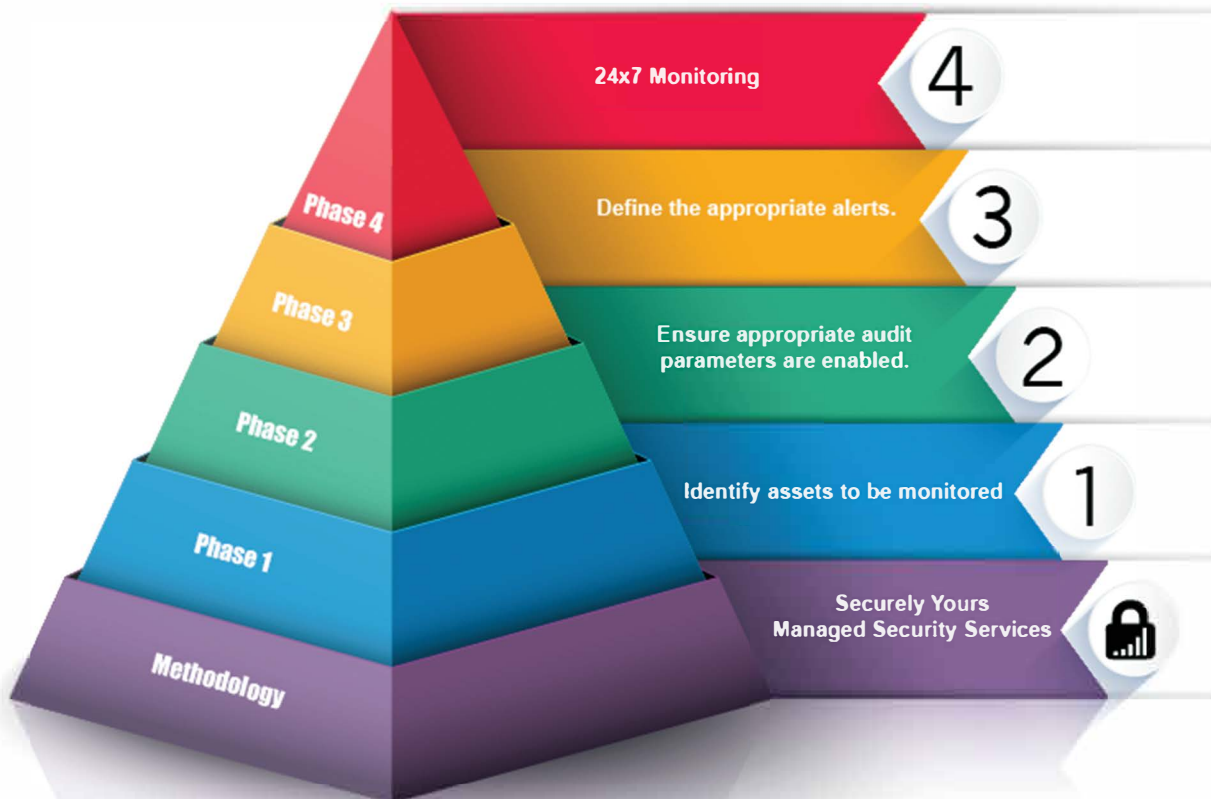 24x7 Monitoring
4
Phase 4
Define the appropriate alerts.
3
Phase 3
Ensure appropriate audit
parameters are enabled.
2
Phase 2
Identify assets to be monitored
1
Phase 1
Securely Yours
Managed Security Services
Methodology